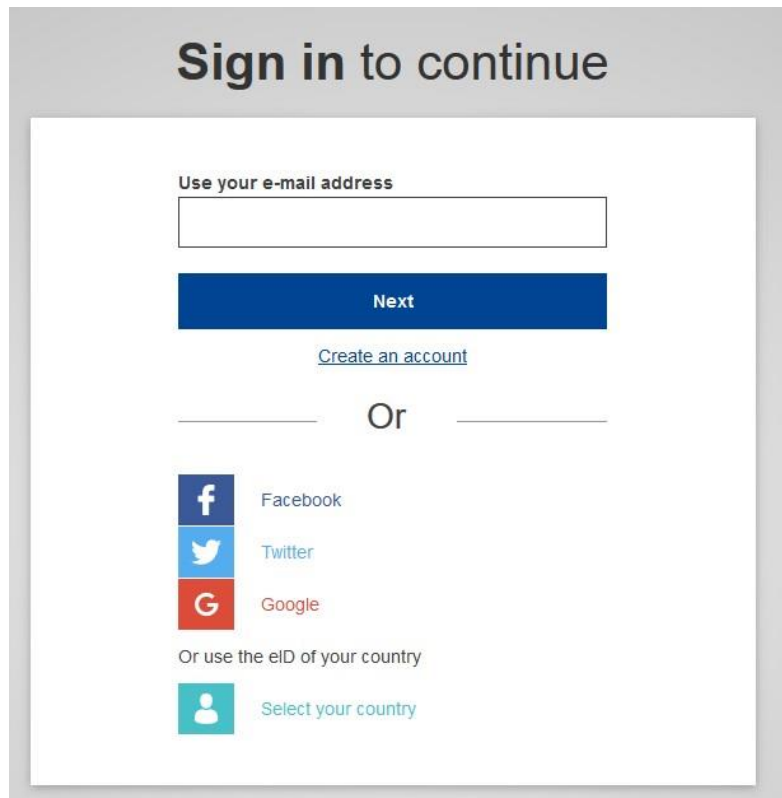 Sign in to continue
Use your e-mail address
Next
Create an account
Or
Facebook
Twitter
Google
Or use the eID of your country
Select your country